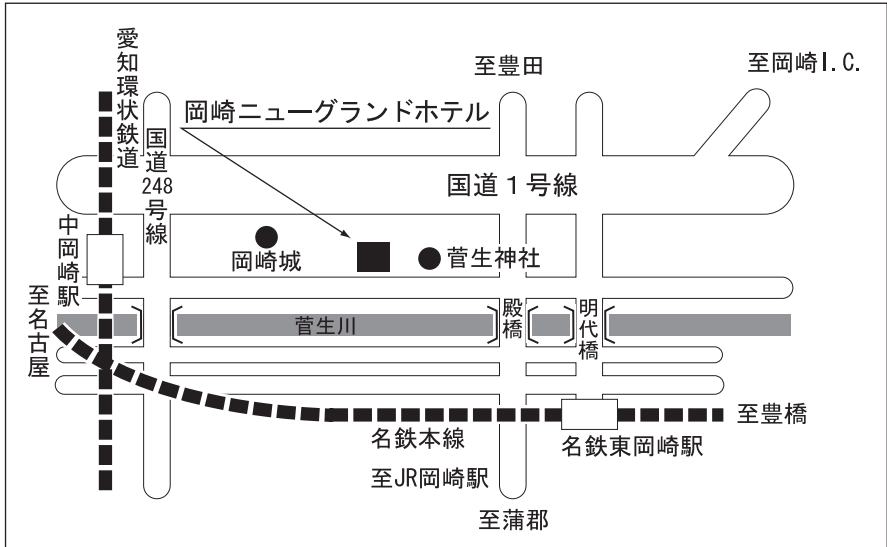 愛知環状鉄道
至豊田
至岡崎I.C.
岡崎ニューグランドホテル
国道248号線
国道1号線
中岡崎駅
岡崎城
菅生神社
至名古屋
菅生川
殿橋
明代橋
至豊橋
名鉄本線
名鉄東岡崎駅
至JR岡崎駅
至蒲郡